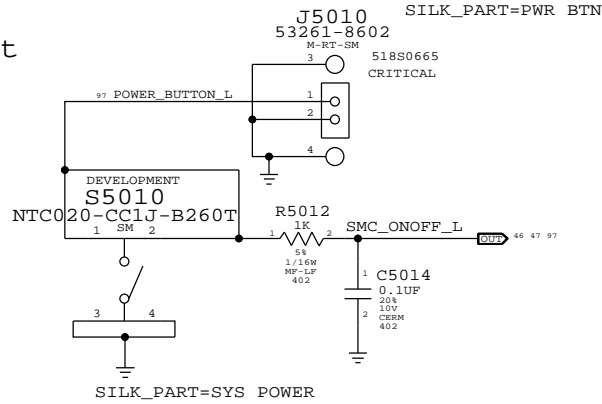 SILK_PART=PWR BTN
J5010
53261-8602
M-RT-SM
t
3
518S0665
CRITICAL
97 POWER_BUTTON_L
1
2
4
DEVELOPMENT
S5010
NTC020-CC1J-B260T
1 SM 2
R5012
1K
1 2
5%
1/16W
MF-LF
402
SMC_ONOFF_L
OUT 46 47 97
1
C5014
0.1UF
20%
10V
2
CERM
402
3 4
SILK_PART=SYS POWER